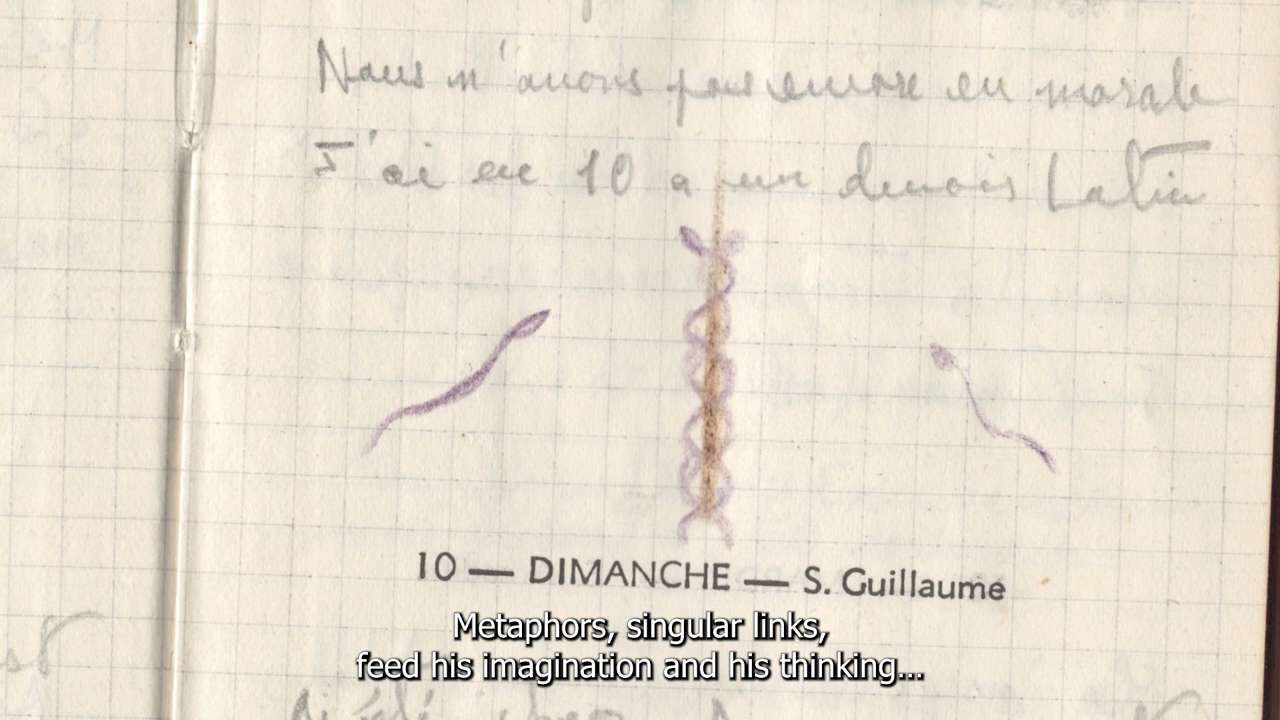 Nous n'avons pas encore eu morale
J'ai eu 10 a un devoir Latin
10 — DIMANCHE — S. Guillaume
Metaphors, singular links,
feed his imagination and his thinking...